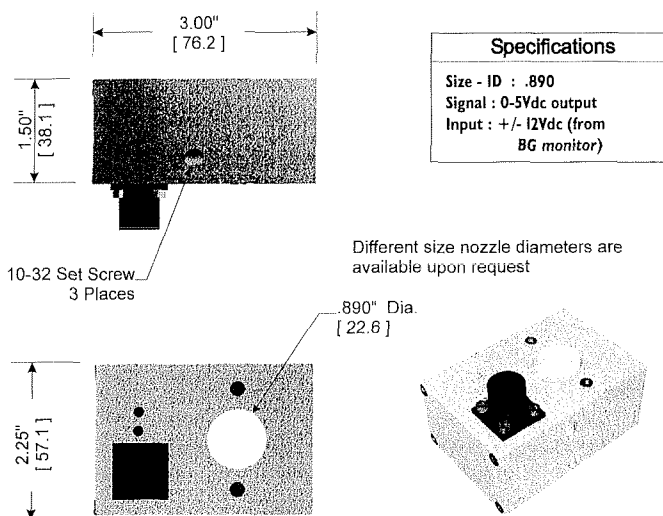 3.00"
[ 76.2 ]
1.50"
[ 38.1 ]
Specifications
Size - ID : .890
Signal : 0-5Vdc output
Input : +/- 12Vdc (from
BG monitor)
10-32 Set Screw
3 Places
Different size nozzle diameters are
available upon request
.890" Dia.
[ 22.6 ]
2.25"
[ 57.1 ]